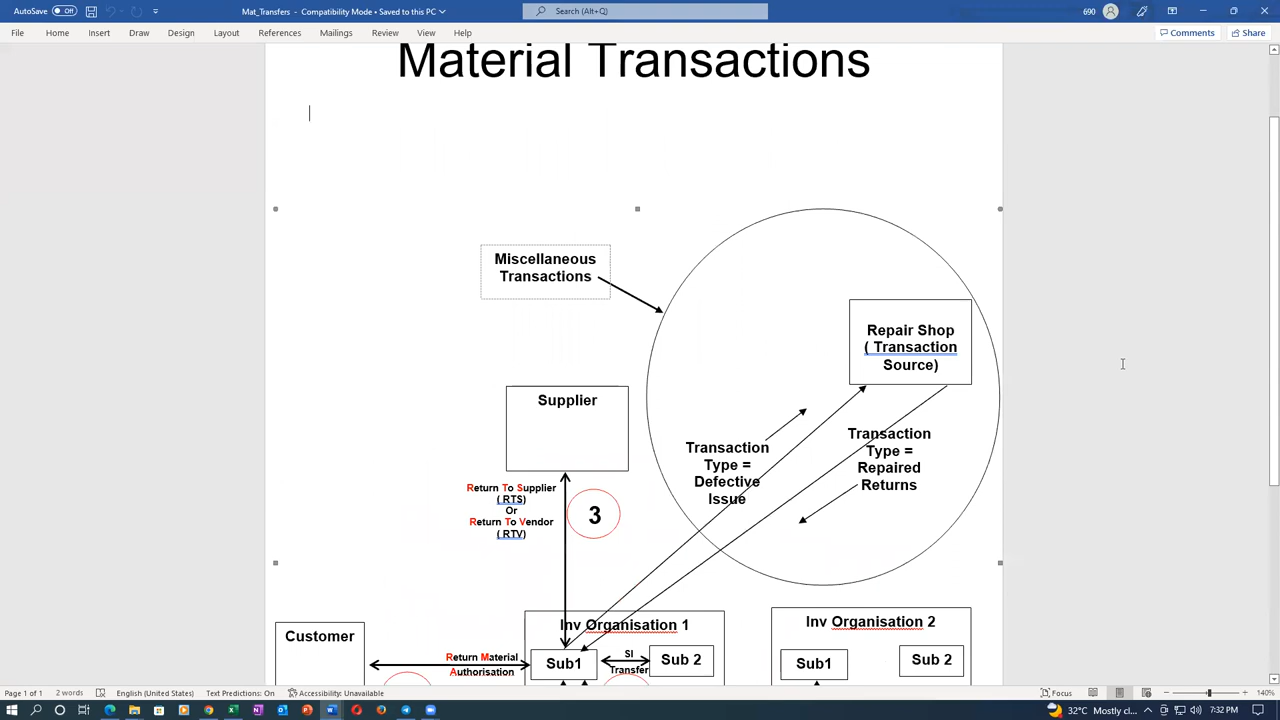 AutoSave Off
Mat_Transfers - Compatibility Mode • Saved to this PC
Search (Alt+Q)
690
File Home Insert Draw Design Layout References Mailings Review View Help
Comments Share
Material Transactions
Miscellaneous
Transactions
Repair Shop
( Transaction
Source)
Supplier
Transaction
Type =
Defective
Issue
Transaction
Type =
Repaired
Returns
Return To Supplier
( RTS)
Or
Return To Vendor
( RTV)
3
Inv Organisation 1
Inv Organisation 2
Customer
Return Material
Authorisation
Sub1
SI
Transfer
Sub 2
Sub1
Sub 2
Page 1 of 1 2 words English (United States) Text Predictions: On Accessibility: Unavailable
Focus 140%
32°C Mostly cl... 7:32 PM